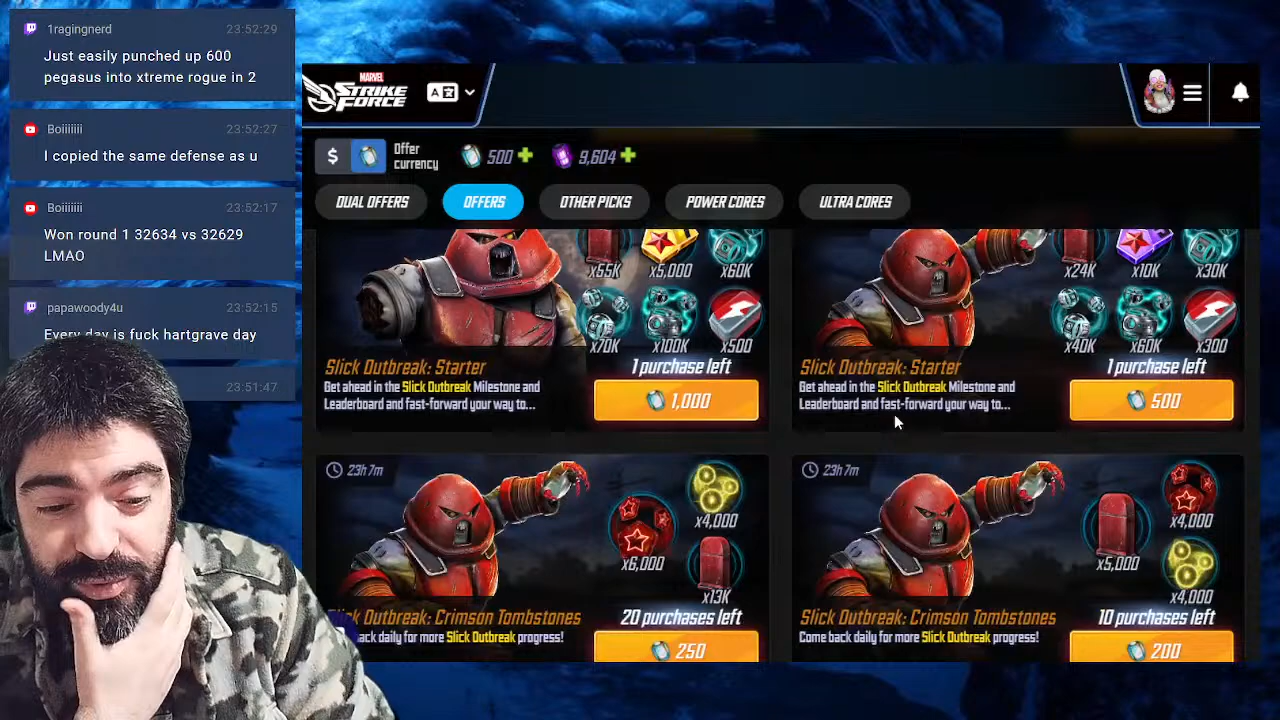 1ragingnerd 23:52:29
Just easily punched up 600
pegasus into xtreme rogue in 2
Boiiiiiii 23:52:27
I copied the same defense as u
Boiiiiiii 23:52:17
Won round 1 32634 vs 32629
LMAO
papawoody4u 23:52:15
Every day is fuck hartgrave day
23:51:47
MARVEL
STRIKE
FORCE
A
$
Offer
currency
500
9,604
DUAL OFFERS
OFFERS
OTHER PICKS
POWER CORES
ULTRA CORES
x55K x5,000 x60K
x70K x100K x500
Slick Outbreak: Starter
1 purchase left
Get ahead in the Slick Outbreak Milestone and
Leaderboard and fast-forward your way to...
1,000
x24K x10K x30K
x40K x60K x300
Slick Outbreak: Starter
1 purchase left
Get ahead in the Slick Outbreak Milestone and
Leaderboard and fast-forward your way to...
500
23h 7m
x4,000
x6,000
x13K
Slick Outbreak: Crimson Tombstones
20 purchases left
back daily for more Slick Outbreak progress!
250
23h 7m
x4,000
x5,000
x4,000
Slick Outbreak: Crimson Tombstones
10 purchases left
Come back daily for more Slick Outbreak progress!
200